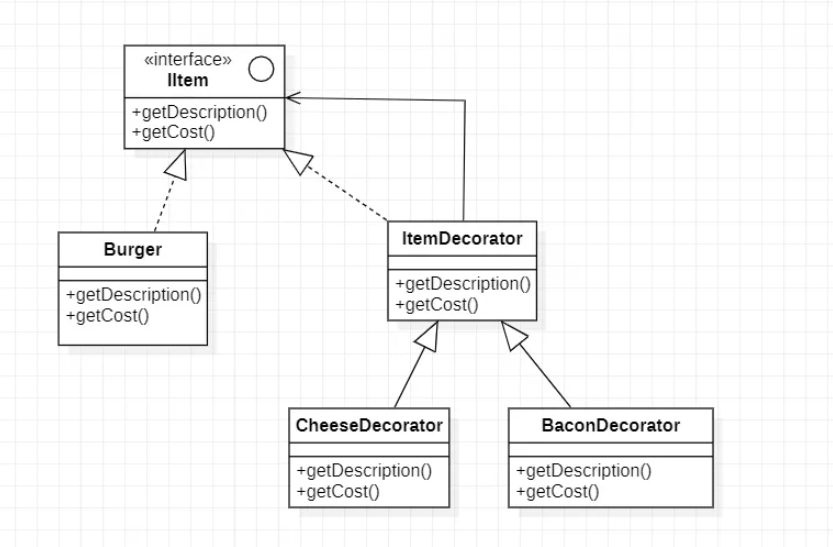 «interface»
IItem
+getDescription()
+getCost()
Burger
+getDescription()
+getCost()
ItemDecorator
+getDescription()
+getCost()
CheeseDecorator
+getDescription()
+getCost()
BaconDecorator
+getDescription()
+getCost()